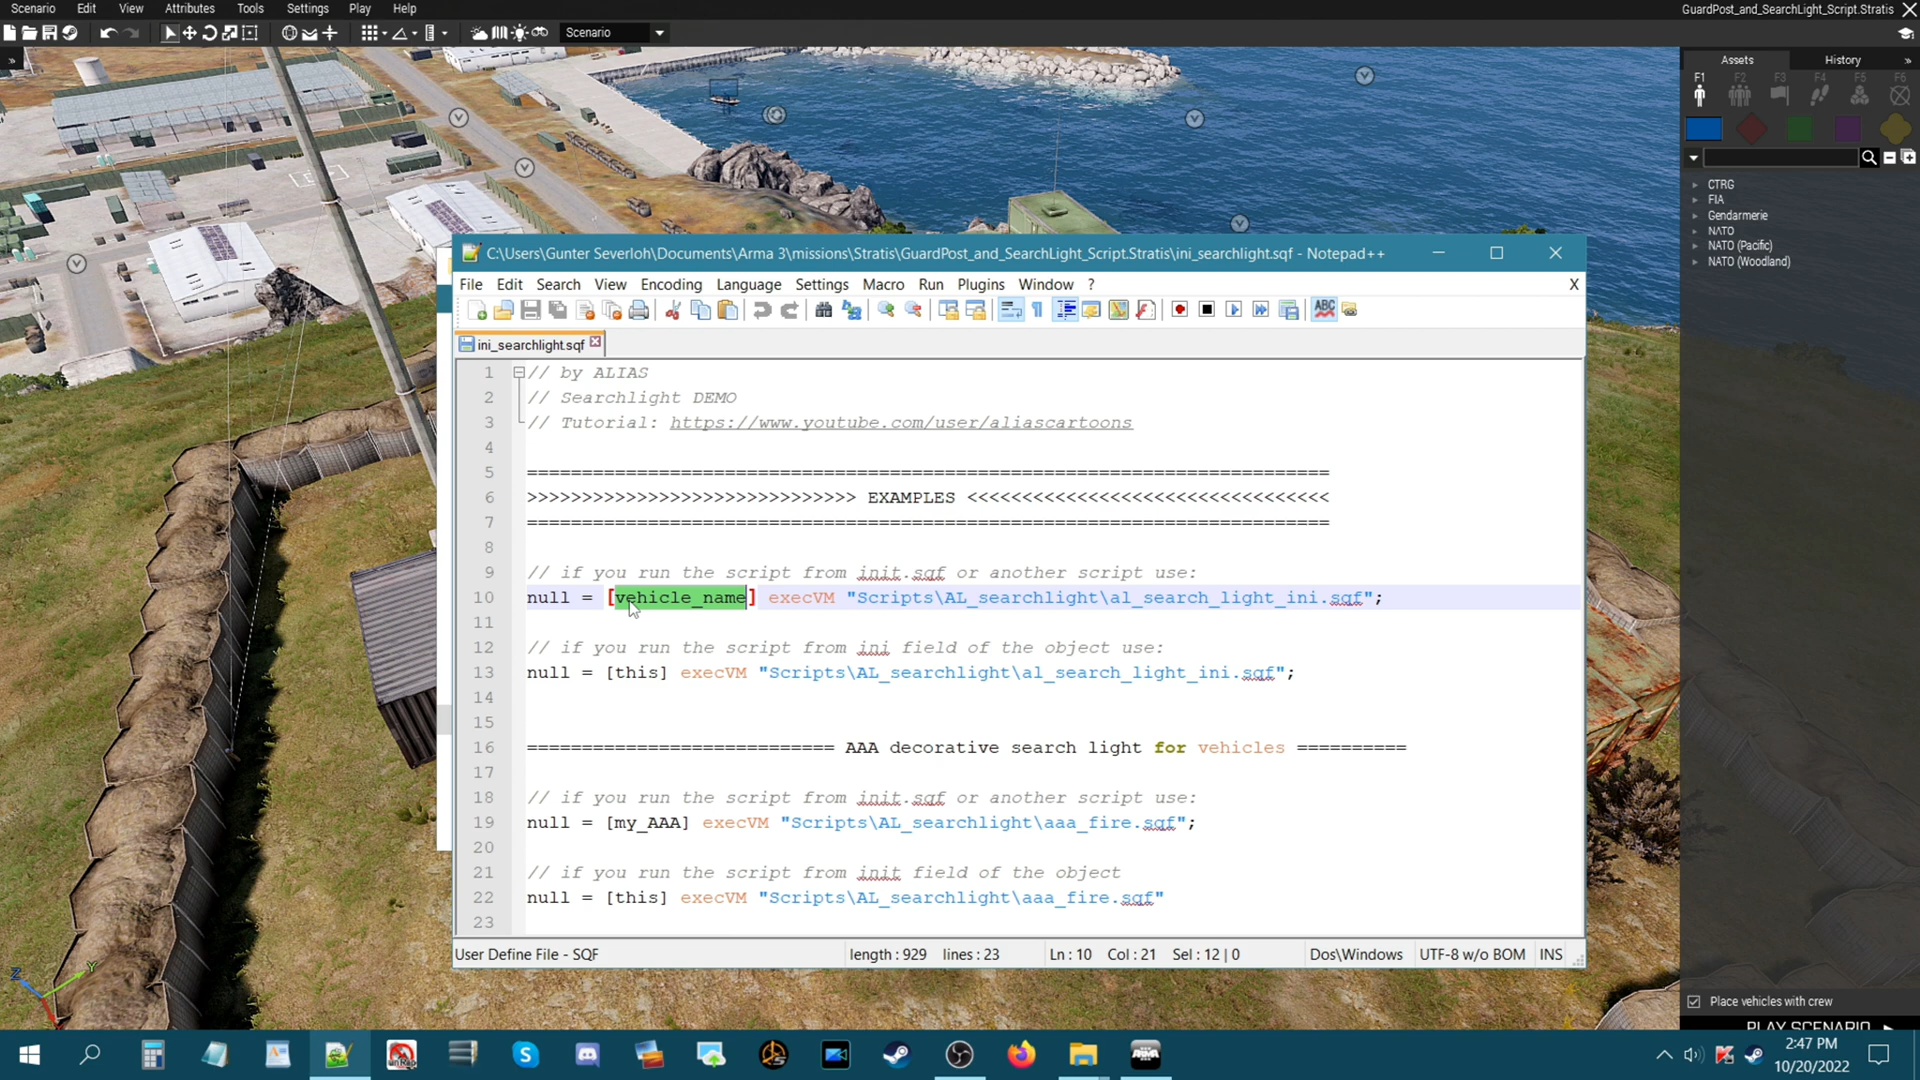 Scenario Edit View Attributes Tools Settings Play Help
GuardPost_and_SearchLight_Script.Stratis
Scenario
Assets History
F1 F2 F3 F4 F5 F6
CTRG
FIA
Gendarmerie
NATO
NATO (Pacific)
NATO (Woodland)
C:\Users\Gunter Severloh\Documents\Arma 3\missions\Stratis\GuardPost_and_SearchLight_Script.Stratis\ini_searchlight.sqf - Notepad++
File Edit Search View Encoding Language Settings Macro Run Plugins Window ? X
ini_searchlight.sqf
1 // by ALIAS
2 // Searchlight DEMO
3 // Tutorial: https://www.youtube.com/user/aliascartoons
4
5 =========================================================================
6 >>>>>>>>>>>>>>>>>>>>>>>>>>>>>> EXAMPLES <<<<<<<<<<<<<<<<<<<<<<<<<<<<<<<<<
7 =========================================================================
8
9 // if you run the script from init.sqf or another script use:
10 null = [vehicle_name] execVM "Scripts\AL_searchlight\al_search_light_ini.sqf";
11
12 // if you run the script from ini field of the object use:
13 null = [this] execVM "Scripts\AL_searchlight\al_search_light_ini.sqf";
14
15
16 ============================ AAA decorative search light for vehicles ==========
17
18 // if you run the script from init.sqf or another script use:
19 null = [my_AAA] execVM "Scripts\AL_searchlight\aaa_fire.sqf";
20
21 // if you run the script from init field of the object
22 null = [this] execVM "Scripts\AL_searchlight\aaa_fire.sqf"
23
User Define File - SQF length : 929 lines : 23 Ln : 10 Col : 21 Sel : 12 | 0 Dos\Windows UTF-8 w/o BOM INS
Place vehicles with crew
PLAY SCENARIO
2:47 PM
10/20/2022